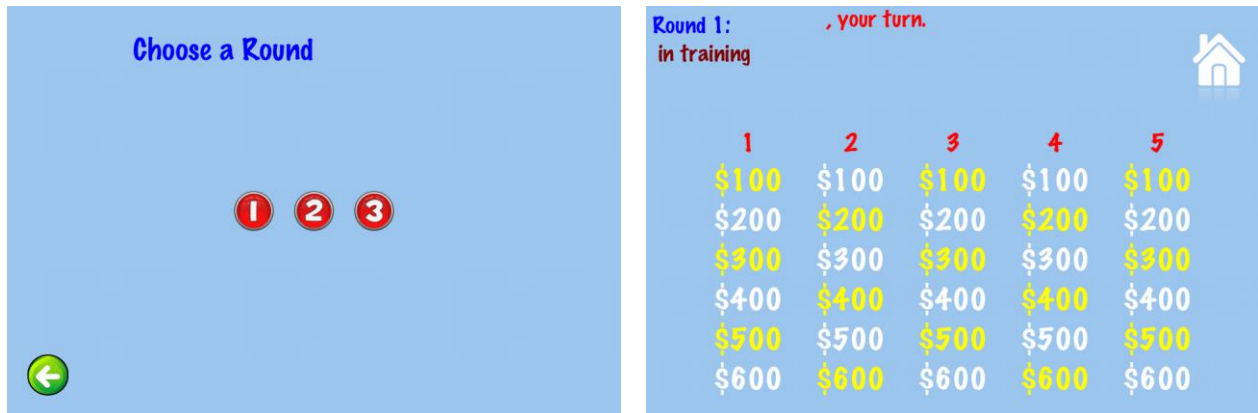 Choose a Round
1 2 3
Round 1:
, your turn.
in training
1 2 3 4 5
$100 $100 $100 $100 $100
$200 $200 $200 $200 $200
$300 $300 $300 $300 $300
$400 $400 $400 $400 $400
$500 $500 $500 $500 $500
$600 $600 $600 $600 $600